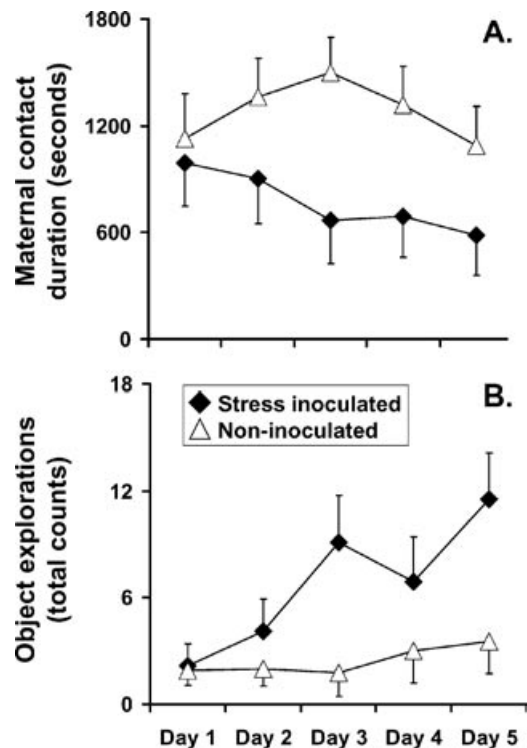 A.
Maternal contact
duration (seconds)
1800
1200
600
0
B.
Stress inoculated
Non-inoculated
Object explorations
(total counts)
18
12
6
0
Day 1 Day 2 Day 3 Day 4 Day 5